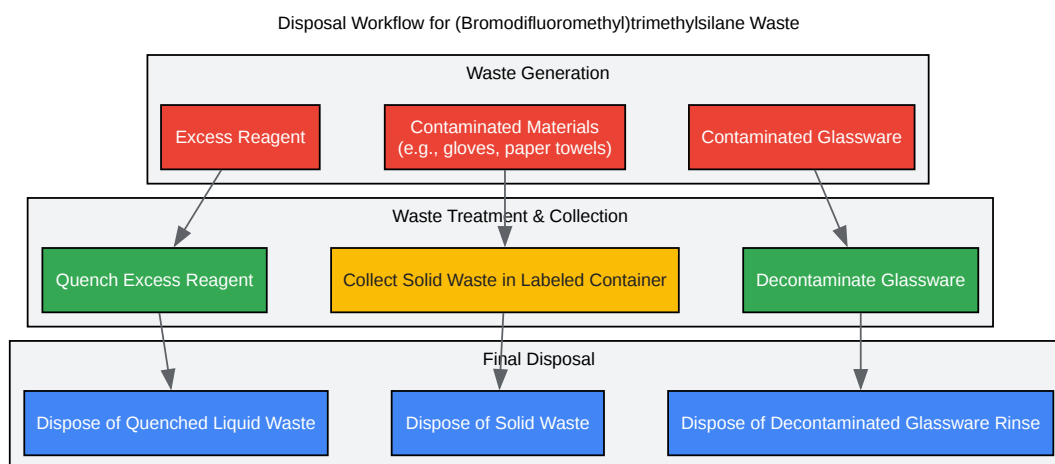 Disposal Workflow for (Bromodifluoromethyl)trimethylsilane Waste
Waste Generation
Excess Reagent
Contaminated Materials
(e.g., gloves, paper towels)
Contaminated Glassware
Waste Treatment & Collection
Quench Excess Reagent
Collect Solid Waste in Labeled Container
Decontaminate Glassware
Final Disposal
Dispose of Quenched Liquid Waste
Dispose of Solid Waste
Dispose of Decontaminated Glassware Rinse